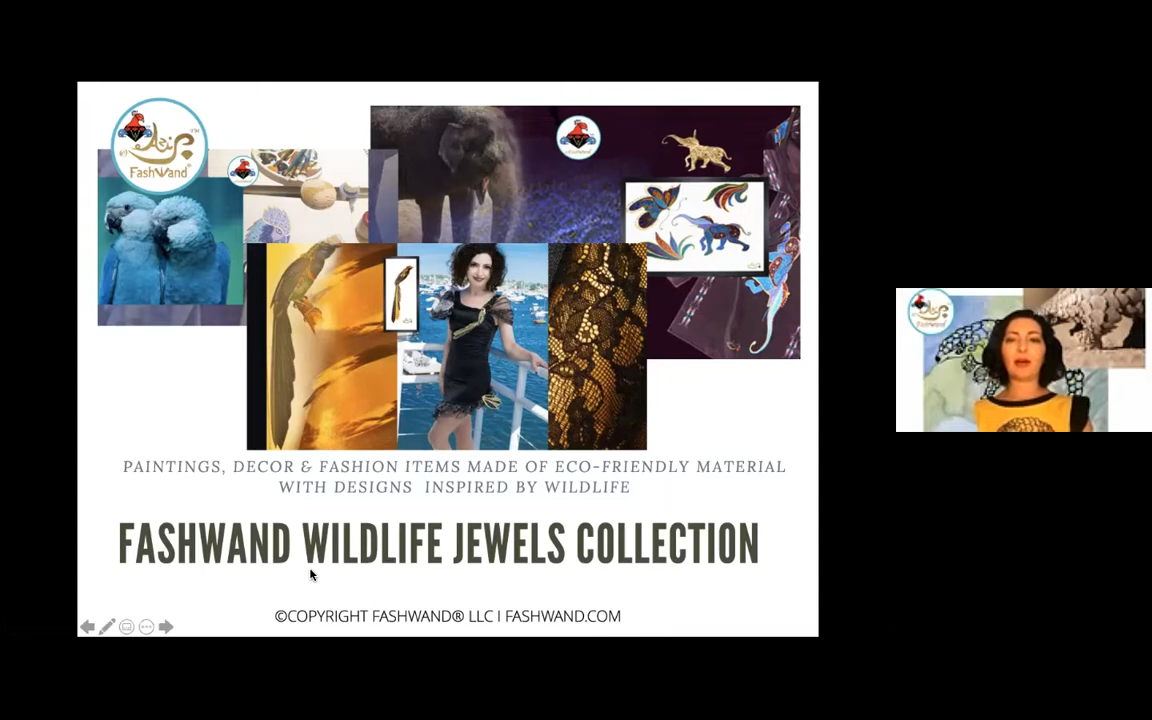 FashWand®
PAINTINGS, DECOR & FASHION ITEMS MADE OF ECO-FRIENDLY MATERIAL
WITH DESIGNS INSPIRED BY WILDLIFE
FASHWAND WILDLIFE JEWELS COLLECTION
©COPYRIGHT FASHWAND® LLC I FASHWAND.COM
FashWand